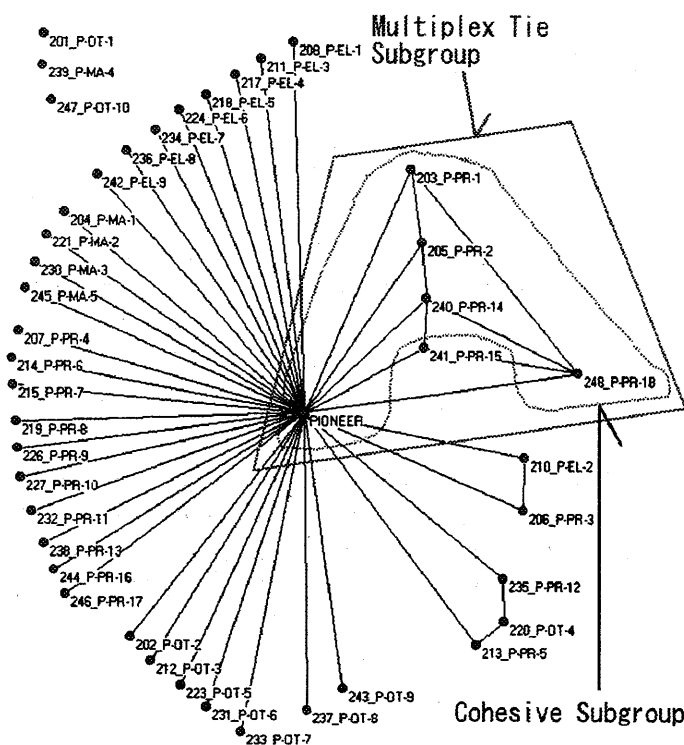 Multiplex Tie
Subgroup
201_P-OT-1
239_P-MA-4
247_P-OT-10
208_P-EL-1
211_P-EL-3
217_P-EL-4
218_P-EL-5
224_P-EL-6
234_P-EL-7
236_P-EL-8
242_P-EL-9
204_P-MA-1
221_P-MA-2
230_P-MA-3
245_P-MA-5
207_P-PR-4
214_P-PR-6
215_P-PR-7
219_P-PR-8
226_P-PR-9
227_P-PR-10
232_P-PR-11
238_P-PR-13
244_P-PR-16
246_P-PR-17
202_P-OT-2
212_P-OT-3
223_P-OT-5
231_P-OT-6
233_P-OT-7
237_P-OT-8
243_P-OT-9
203_P-PR-1
205_P-PR-2
240_P-PR-14
241_P-PR-15
248_P-PR-18
PIONEER
210_P-EL-2
206_P-PR-3
235_P-PR-12
220_P-OT-4
213_P-PR-5
Cohesive Subgroup